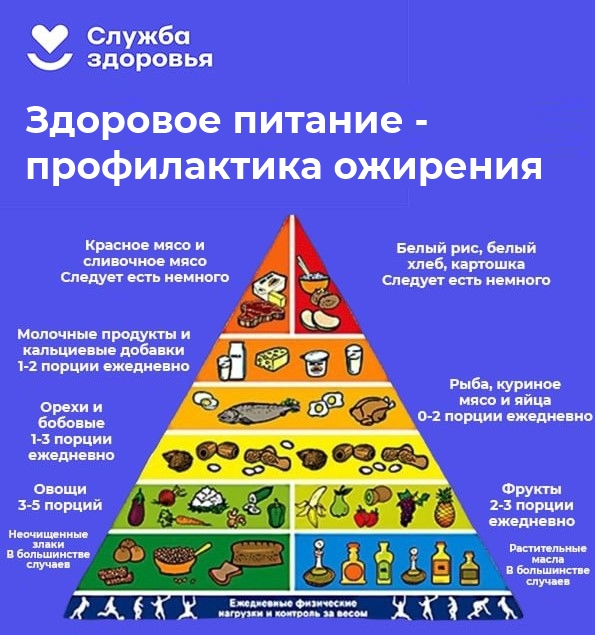 Служба
здоровья
Здоровое питание -
профилактика ожирения
Красное мясо и
сливочное мясо
Следует есть немного
Белый рис, белый
хлеб, картошка
Следует есть немного
Молочные продукты и
кальциевые добавки
1-2 порции ежедневно
Рыба, куриное
мясо и яйца
0-2 порции ежедневно
Орехи и
бобовые
1-3 порции
ежедневно
Овощи
3-5 порций
Фрукты
2-3 порции
ежедневно
Неочищенные
злаки
В большинстве
случаев
Растительные
масла
В большинстве
случаев
Ежедневные физические
нагрузки и контроль за весом